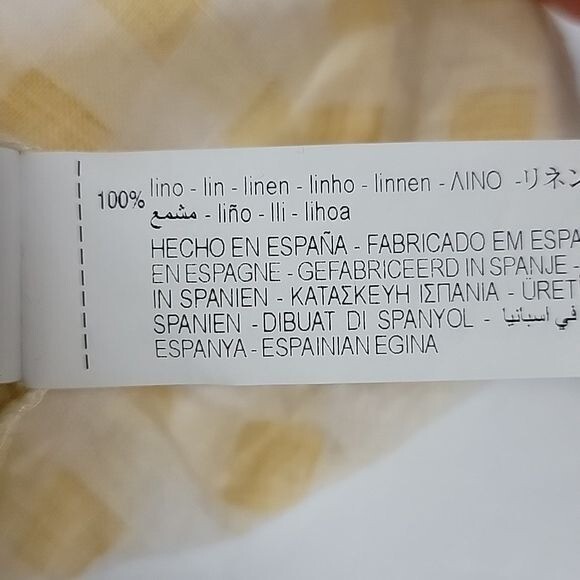 100% lino - lin - linen - linho - linnen - ΛΙΝΟ - リネン
مشمع - liño - lli - lihoa
HECHO EN ESPAÑA - FABRICADO EM ESPA
EN ESPAGNE - GEFABRICEERD IN SPANJE -
IN SPANIEN - ΚΑΤΑΣΚΕΥΗ ΙΣΠΑΝΙΑ - ÜRET
SPANIEN - DIBUAT DI SPANYOL - في أسبانيا
ESPANYA - ESPAINIAN EGINA